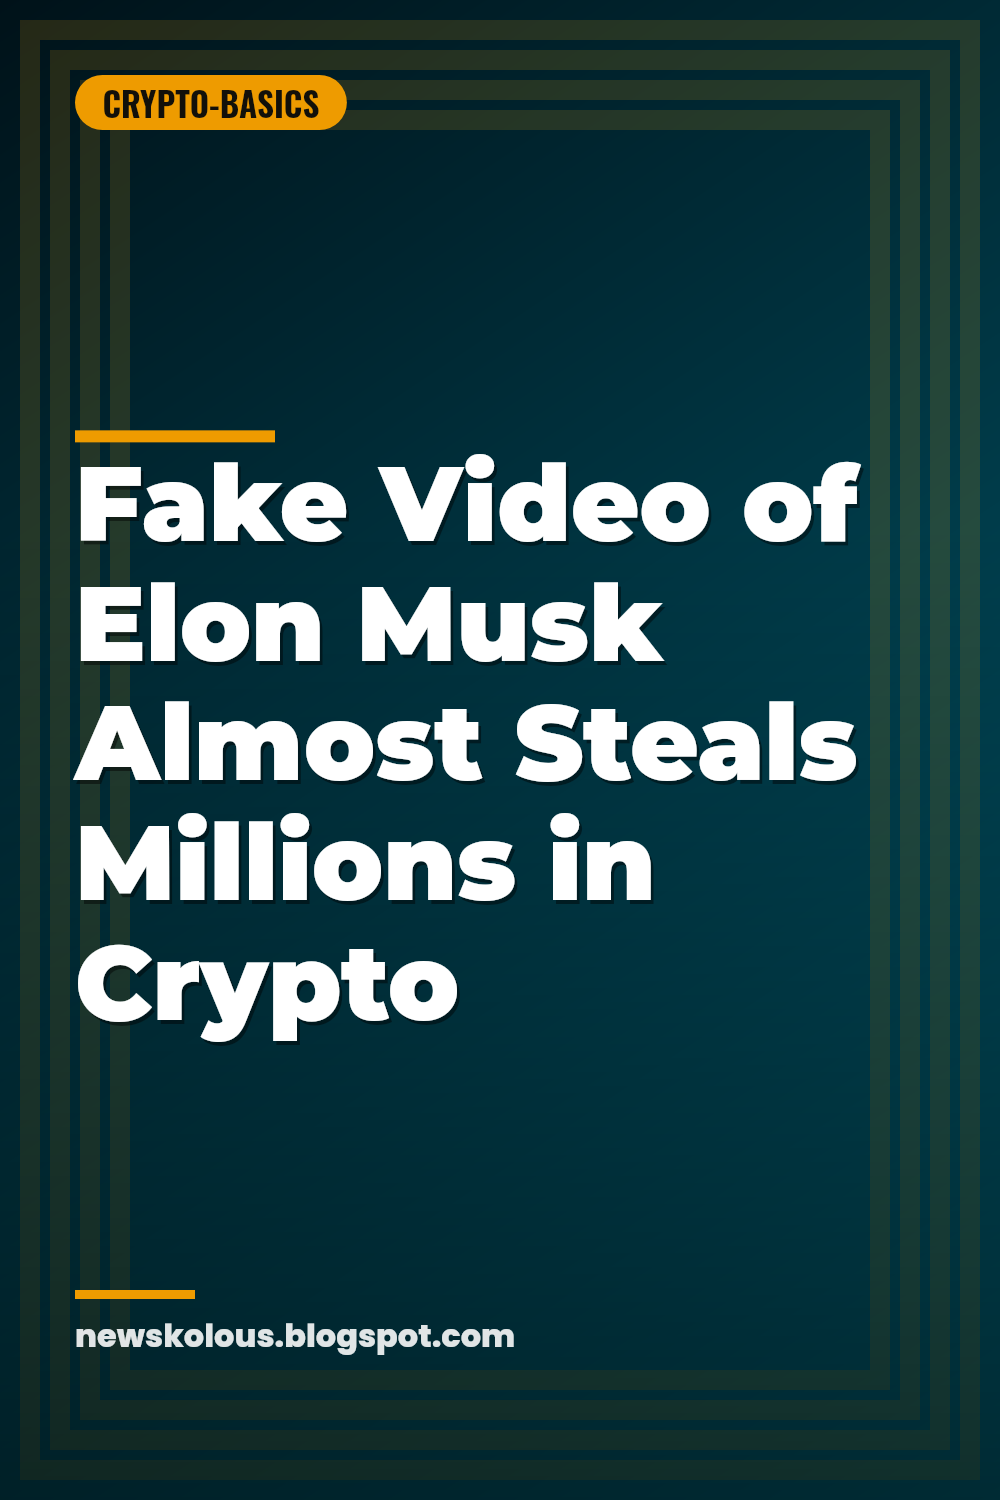 CRYPTO-BASICS
Fake Video of
Elon Musk
Almost Steals
Millions in
Crypto
newskolous.blogspot.com